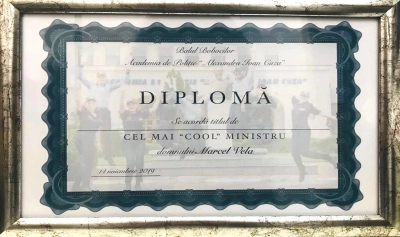 Balul Bobocilor
Academia de Poliție "Alexandru Ioan Cuza"
DIPLOMĂ
Se acordă titlul de
CEL MAI "COOL" MINISTRU
domnului Marcel Vela
14 noiembrie 2019